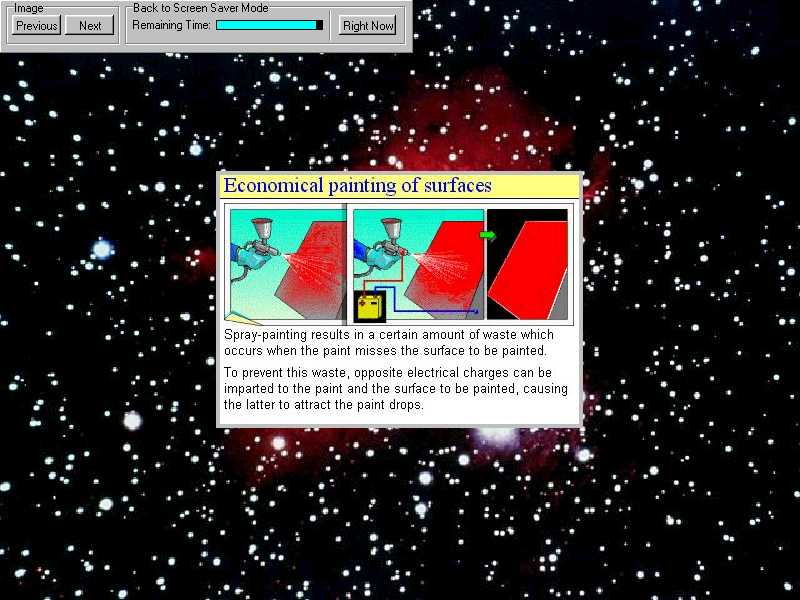 Image
Back to Screen Saver Mode
Previous
Next
Remaining Time:
Right Now
Economical painting of surfaces
Spray-painting results in a certain amount of waste which
occurs when the paint misses the surface to be painted.
To prevent this waste, opposite electrical charges can be
imparted to the paint and the surface to be painted, causing
the latter to attract the paint drops.